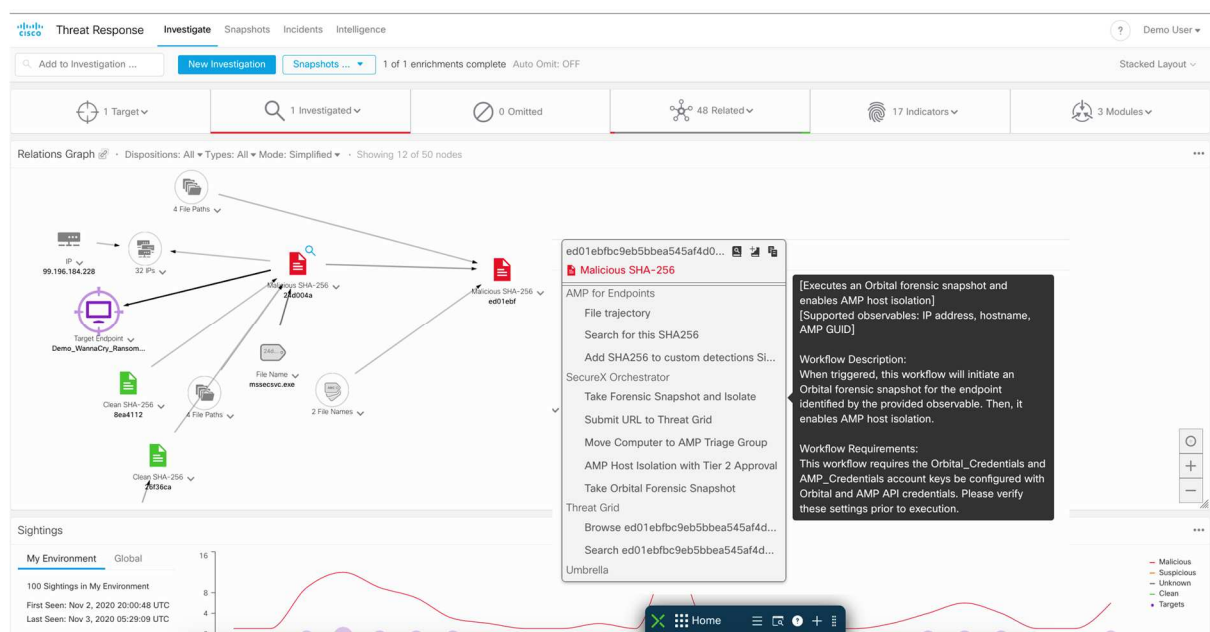 cisco Threat Response Investigate Snapshots Incidents Intelligence ? Demo User
Add to Investigation ... New Investigation Snapshots ... 1 of 1 enrichments complete Auto Omit: OFF Stacked Layout
1 Target 1 Investigated 0 Omitted 48 Related 17 Indicators 3 Modules
Relations Graph · Dispositions: All Types: All Mode: Simplified · Showing 12 of 50 nodes
4 File Paths
IP
99.196.184.228
32 IPs
Malicious SHA-256
24d004a
Malicious SHA-256
ed01ebf
Target Endpoint
Demo_WannaCry_Ransom...
24d...
File Name
mssecsvc.exe
Clean SHA-256
8ea4112
4 File Paths
2 File Names
Clean SHA-256
26f36ca
ed01ebfbc9eb5bbea545af4d0...
Malicious SHA-256
AMP for Endpoints
File trajectory
Search for this SHA256
Add SHA256 to custom detections Si...
SecureX Orchestrator
Take Forensic Snapshot and Isolate
Submit URL to Threat Grid
Move Computer to AMP Triage Group
AMP Host Isolation with Tier 2 Approval
Take Orbital Forensic Snapshot
Threat Grid
Browse ed01ebfbc9eb5bbea545af4d...
Search ed01ebfbc9eb5bbea545af4d...
Umbrella
[Executes an Orbital forensic snapshot and
enables AMP host isolation]
[Supported observables: IP address, hostname,
AMP GUID]
Workflow Description:
When triggered, this workflow will initiate an
Orbital forensic snapshot for the endpoint
identified by the provided observable. Then, it
enables AMP host isolation.
Workflow Requirements:
This workflow requires the Orbital_Credentials and
AMP_Credentials account keys be configured with
Orbital and AMP API credentials. Please verify
these settings prior to execution.
Sightings
My Environment Global
100 Sightings in My Environment
First Seen: Nov 2, 2020 20:00:48 UTC
Last Seen: Nov 3, 2020 05:29:09 UTC
16
8
4
Malicious
Suspicious
Unknown
Clean
Targets
Home